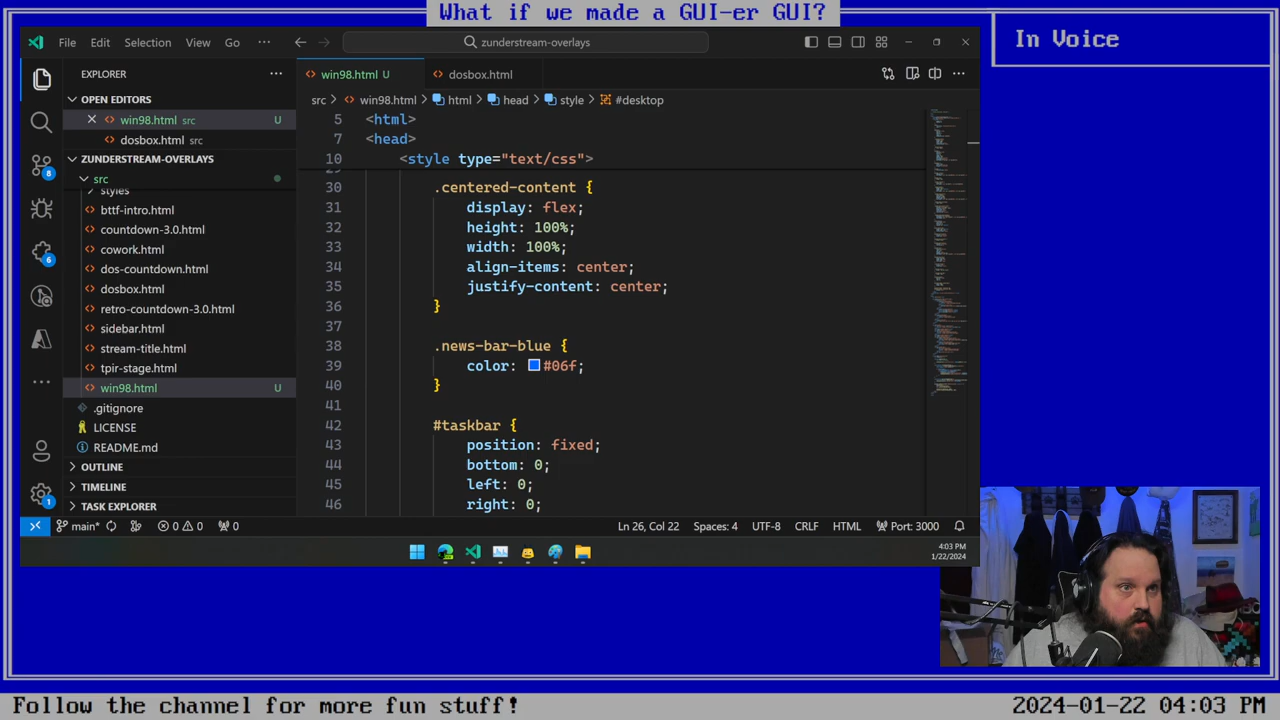 What if we made a GUI-er GUI?
In Voice
File Edit Selection View Go
zunderstream-overlays
EXPLORER
win98.html U
dosbox.html
OPEN EDITORS
src win98.html html head style #desktop
win98.html src U
dosbox.html src
ZUNDERSTREAM-OVERLAYS
src
styles
bttf-intro.html
countdown-3.0.html
cowork.html
dos-countdown.html
dosbox.html
retro-countdown-3.0.html
sidebar.html
stream-title.html
tpir-stage.html
win98.html U
.gitignore
LICENSE
README.md
OUTLINE
TIMELINE
TASK EXPLORER
8
6
1
5 <html>
7 <head>
10 <style type="text/css">
29
30 .centered-content {
31 display: flex;
32 height: 100%;
33 width: 100%;
34 align-items: center;
35 justify-content: center;
36 }
37
38 .news-bar-blue {
39 color: #06f;
40 }
41
42 #taskbar {
43 position: fixed;
44 bottom: 0;
45 left: 0;
46 right: 0;
main* 0 0 0 Ln 26, Col 22 Spaces: 4 UTF-8 CRLF HTML Port: 3000
4:03 PM
1/22/2024
Follow the channel for more fun stuff! 2024-01-22 04:03 PM